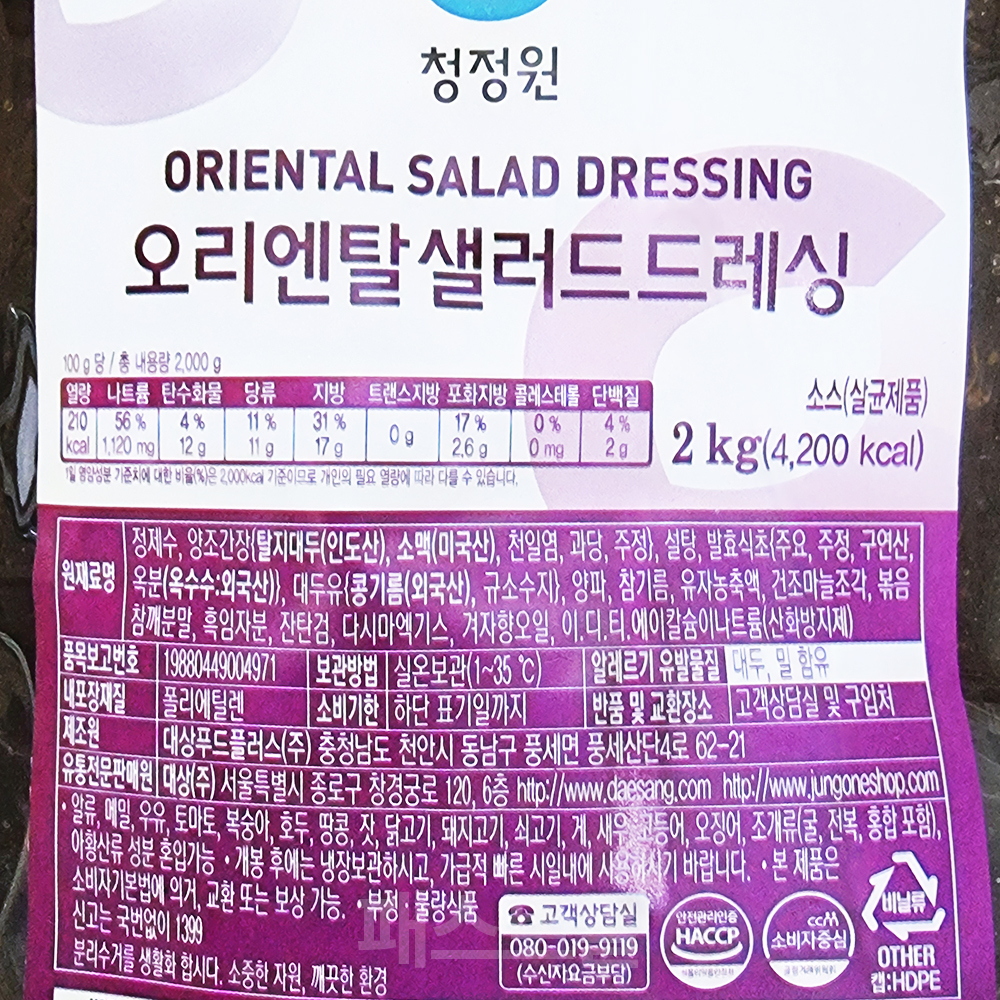 청정원
ORIENTAL SALAD DRESSING
오리엔탈샐러드드레싱
100 g 당 / 총 내용량 2,000 g
열량 나트륨 탄수화물 당류 지방 트랜스지방 포화지방 콜레스테롤 단백질
210 kcal 56 % 1,120 mg 4 % 12 g 11 % 11 g 31 % 17 g 0 g 17 % 2.6 g 0 % 0 mg 4 % 2 g
1일 영양성분 기준치에 대한 비율(%)은 2,000kcal 기준이므로 개인의 필요 열량에 따라 다를 수 있습니다.
소스(살균제품)
2 kg(4,200 kcal)
원재료명 정제수, 양조간장{탈지대두(인도산), 소맥(미국산), 천일염, 과당, 주정}, 설탕, 발효식초{주요, 주정, 구연산,
옥분(옥수수:외국산)}, 대두유{콩기름(외국산), 규소수지}, 양파, 참기름, 유자농축액, 건조마늘조각, 볶음
참깨분말, 흑임자분, 잔탄검, 다시마엑기스, 겨자향오일, 이.디.티.에이칼슘이나트륨(산화방지제)
품목보고번호 19880449004971 보관방법 실온보관(1~35 ℃) 알레르기 유발물질 대두, 밀 함유
내포장재질 폴리에틸렌 소비기한 하단 표기일까지 반품 및 교환장소 고객상담실 및 구입처
제조원 대상푸드플러스(주) 충청남도 천안시 동남구 풍세면 풍세산단4로 62-21
유통전문판매원 대상(주) 서울특별시 종로구 창경궁로 120, 6층 http://www.daesang.com http://www.jungoneshop.com
• 알류, 메밀, 우유, 토마토, 복숭아, 호두, 땅콩, 잣, 닭고기, 돼지고기, 쇠고기, 게, 새우, 고등어, 오징어, 조개류(굴, 전복, 홍합 포함),
아황산류 성분 혼입가능 • 개봉 후에는 냉장보관하시고, 가급적 빠른 시일내에 사용하시기 바랍니다. • 본 제품은
소비자기본법에 의거, 교환 또는 보상 가능. • 부정·불량식품
신고는 국번없이 1399
분리수거를 생활화 합시다. 소중한 자원, 깨끗한 환경
☎ 고객상담실
080-019-9119
(수신자요금부담)
안전관리인증
HACCP
CCM
소비자중심
비닐류
OTHER
캡:HDPE